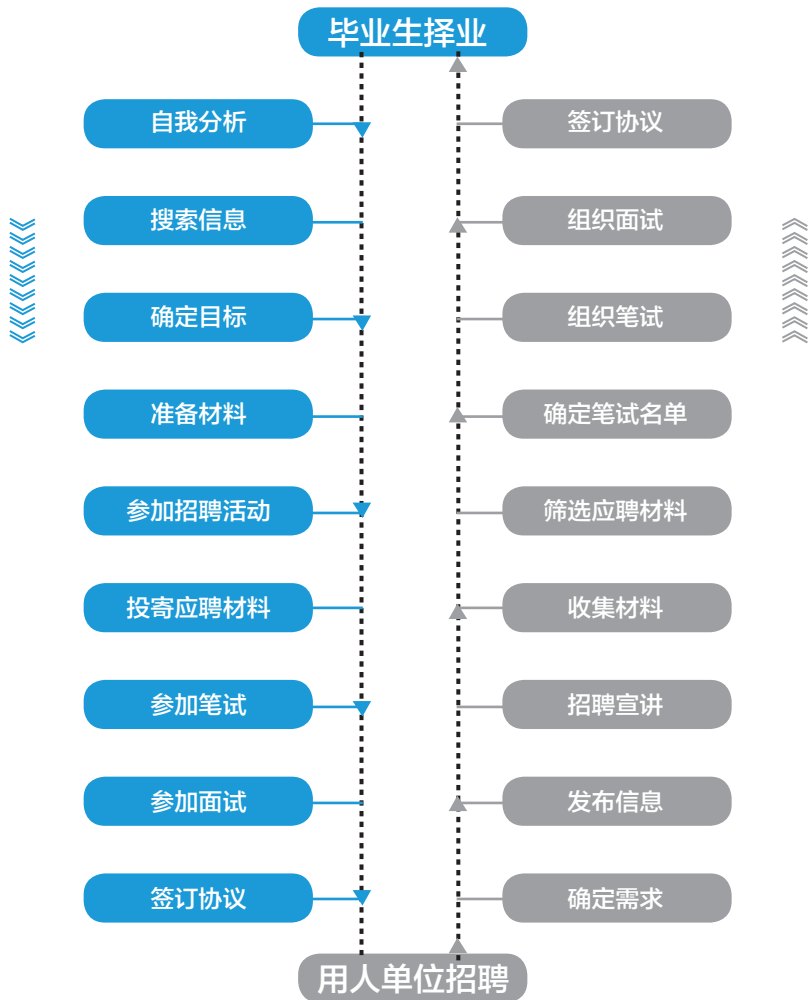 毕业生择业
自我分析
签订协议
搜索信息
组织面试
确定目标
组织笔试
准备材料
确定笔试名单
参加招聘活动
筛选应聘材料
投寄应聘材料
收集材料
参加笔试
招聘宣讲
参加面试
发布信息
签订协议
确定需求
用人单位招聘